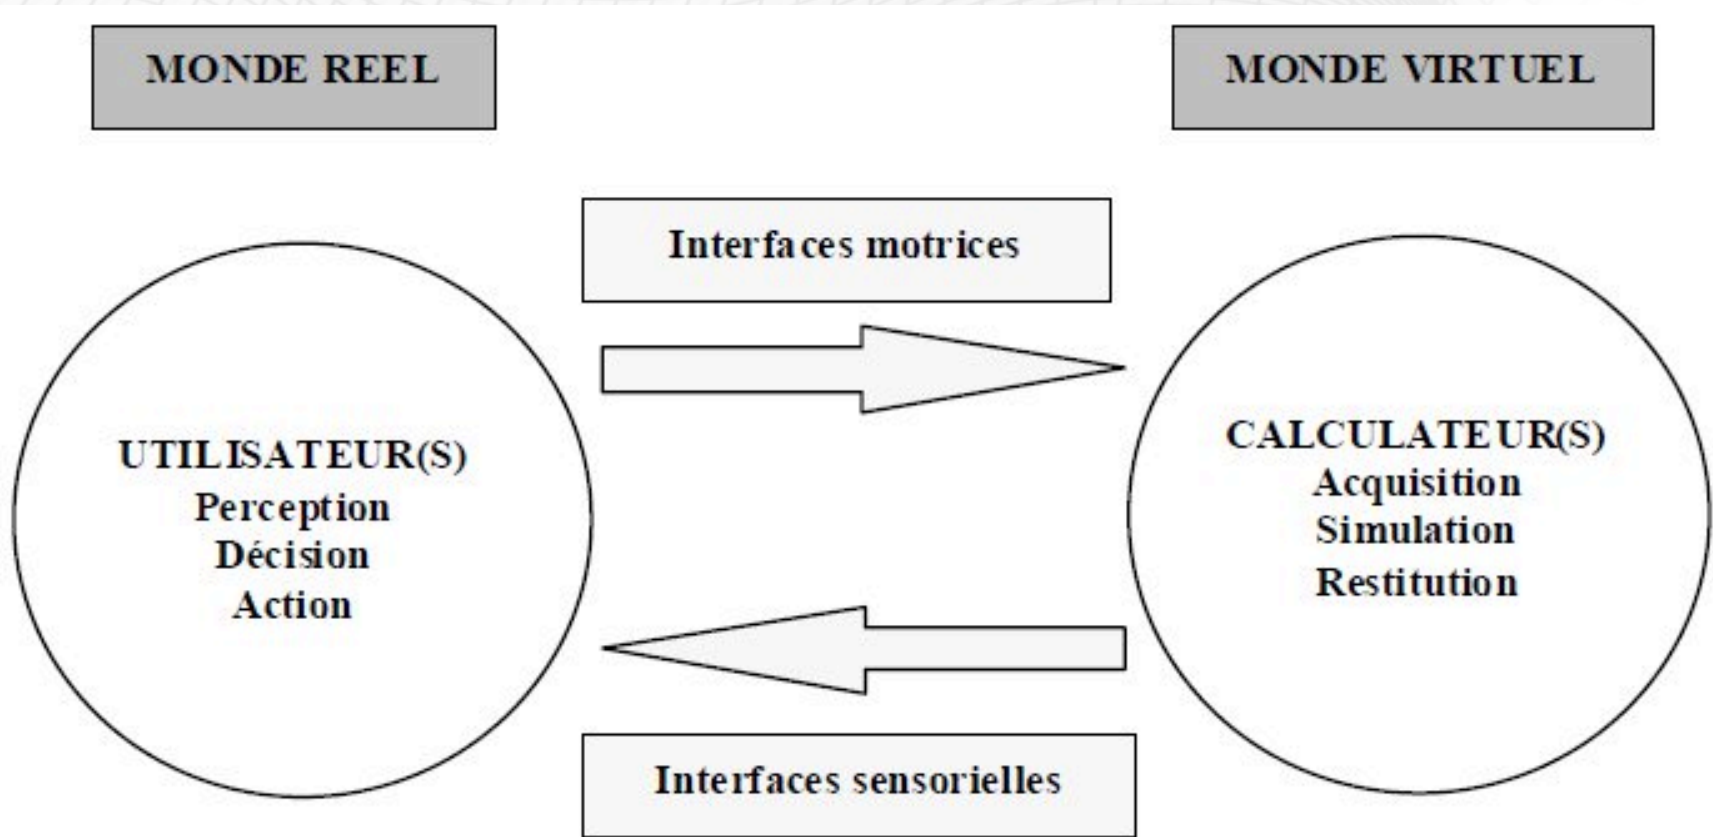 MONDE REEL
MONDE VIRTUEL
Interfaces motrices
UTILISATEUR(S)
Perception
Décision
Action
CALCULATEUR(S)
Acquisition
Simulation
Restitution
Interfaces sensorielles